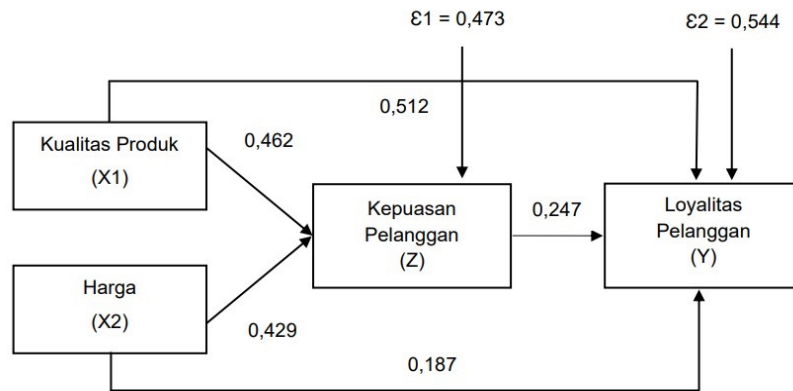 Ɛ1 = 0,473
Ɛ2 = 0,544
0,512
Kualitas Produk
(X1)
0,462
Kepuasan
Pelanggan
(Z)
0,247
Loyalitas
Pelanggan
(Y)
Harga
(X2)
0,429
0,187